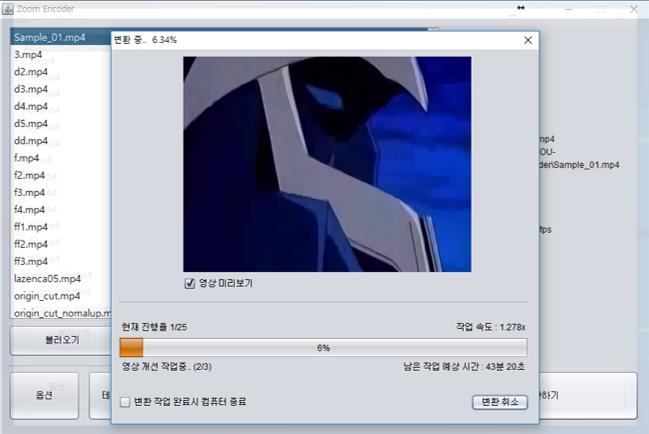 Zoom Encoder
Sample_01.mp4
3.mp4
d2.mp4
d3.mp4
d4.mp4
d5.mp4
dd.mp4
f.mp4
f2.mp4
f3.mp4
f4.mp4
ff1.mp4
ff2.mp4
ff3.mp4
lazenca05.mp4
origin_cut.mp4
origin_cut_nomalup.m
불러오기
옵션
변환 중.. 6.34%
영상 미리보기
현재 진행률 1/25
작업 속도 : 1.278x
6%
영상 개선 작업중.. (2/3)
남은 작업 예상 시간 : 43분 20초
변환 작업 완료시 컴퓨터 종료
변환 취소
mp4
OU-
der\Sample_01.mp4
fps
하기